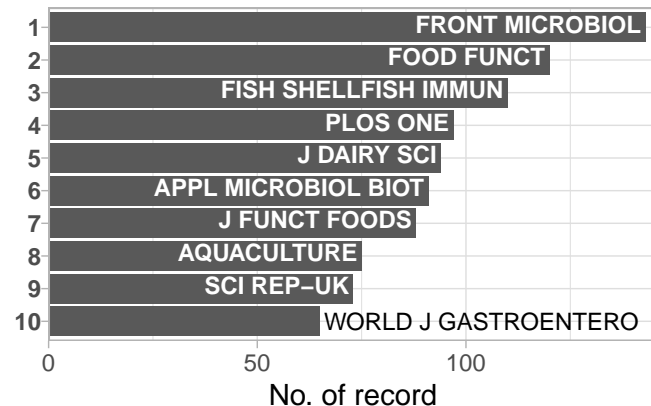 1 FRONT MICROBIOL
2 FOOD FUNCT
3 FISH SHELLFISH IMMUN
4 PLOS ONE
5 J DAIRY SCI
6 APPL MICROBIOL BIOT
7 J FUNCT FOODS
8 AQUACULTURE
9 SCI REP−UK
10 WORLD J GASTROENTERO
0 50 100
No. of record